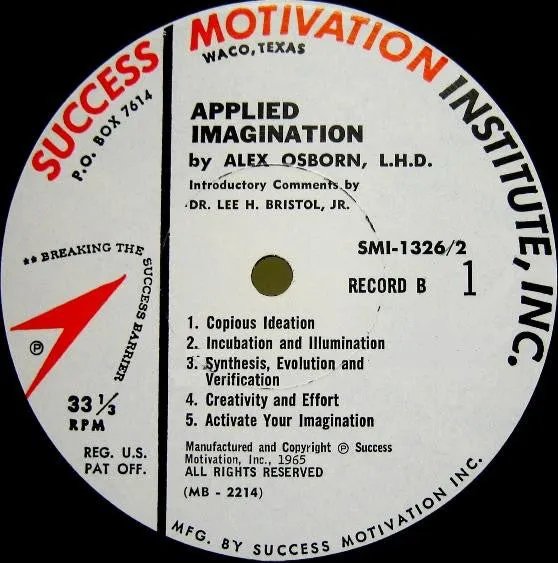 SUCCESS MOTIVATION INSTITUTE, INC.
P.O. BOX 7614
WACO, TEXAS
APPLIED
IMAGINATION
by ALEX OSBORN, L.H.D.
Introductory Comments by
DR. LEE H. BRISTOL, JR.
** BREAKING THE SUCCESS BARRIER
SMI-1326/2
RECORD B 1
1. Copious Ideation
2. Incubation and Illumination
3. Synthesis, Evolution and
Verification
4. Creativity and Effort
5. Activate Your Imagination
℗
33 1/3
RPM
REG. U.S.
PAT OFF.
Manufactured and Copyright ℗ Success
Motivation, Inc., 1965
ALL RIGHTS RESERVED
(MB - 2214)
MFG. BY SUCCESS MOTIVATION INC.